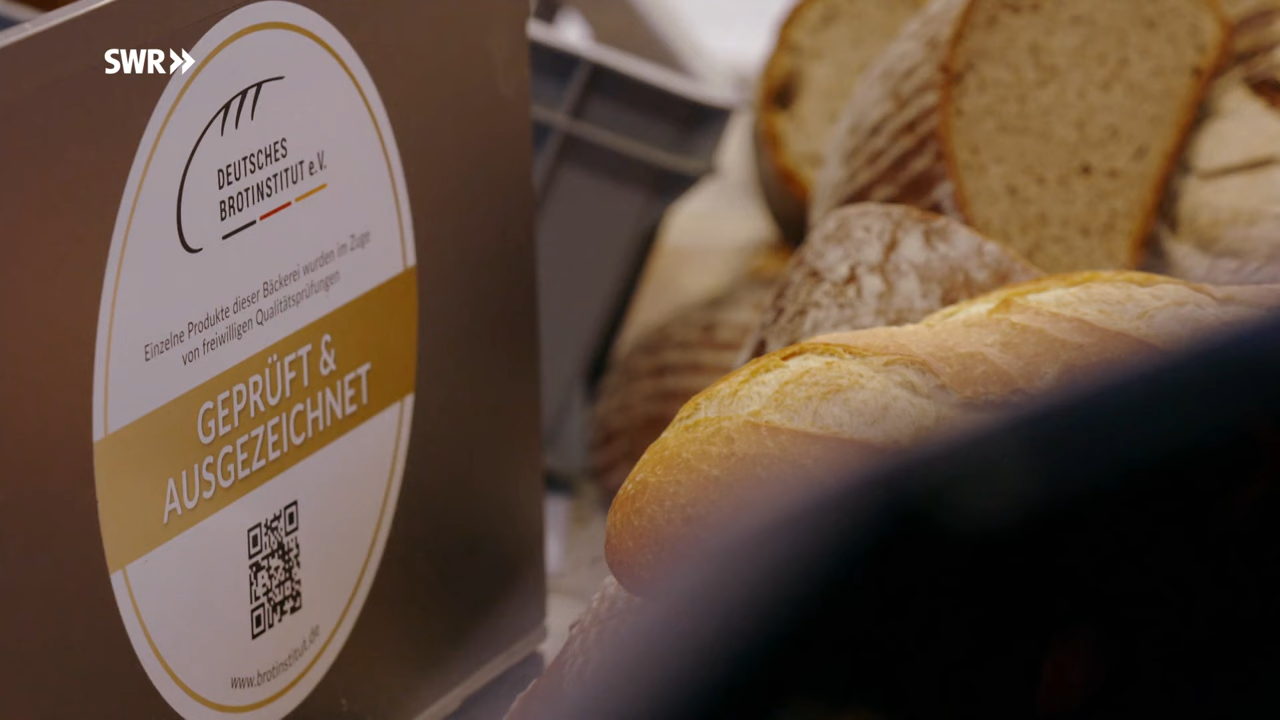 SWR
DEUTSCHES
BROTINSTITUT e.V.
Einzelne Produkte dieser Bäckerei wurden im Zuge
von freiwilligen Qualitätsprüfungen
GEPRÜFT &
AUSGEZEICHNET
www.brotinstitut.de